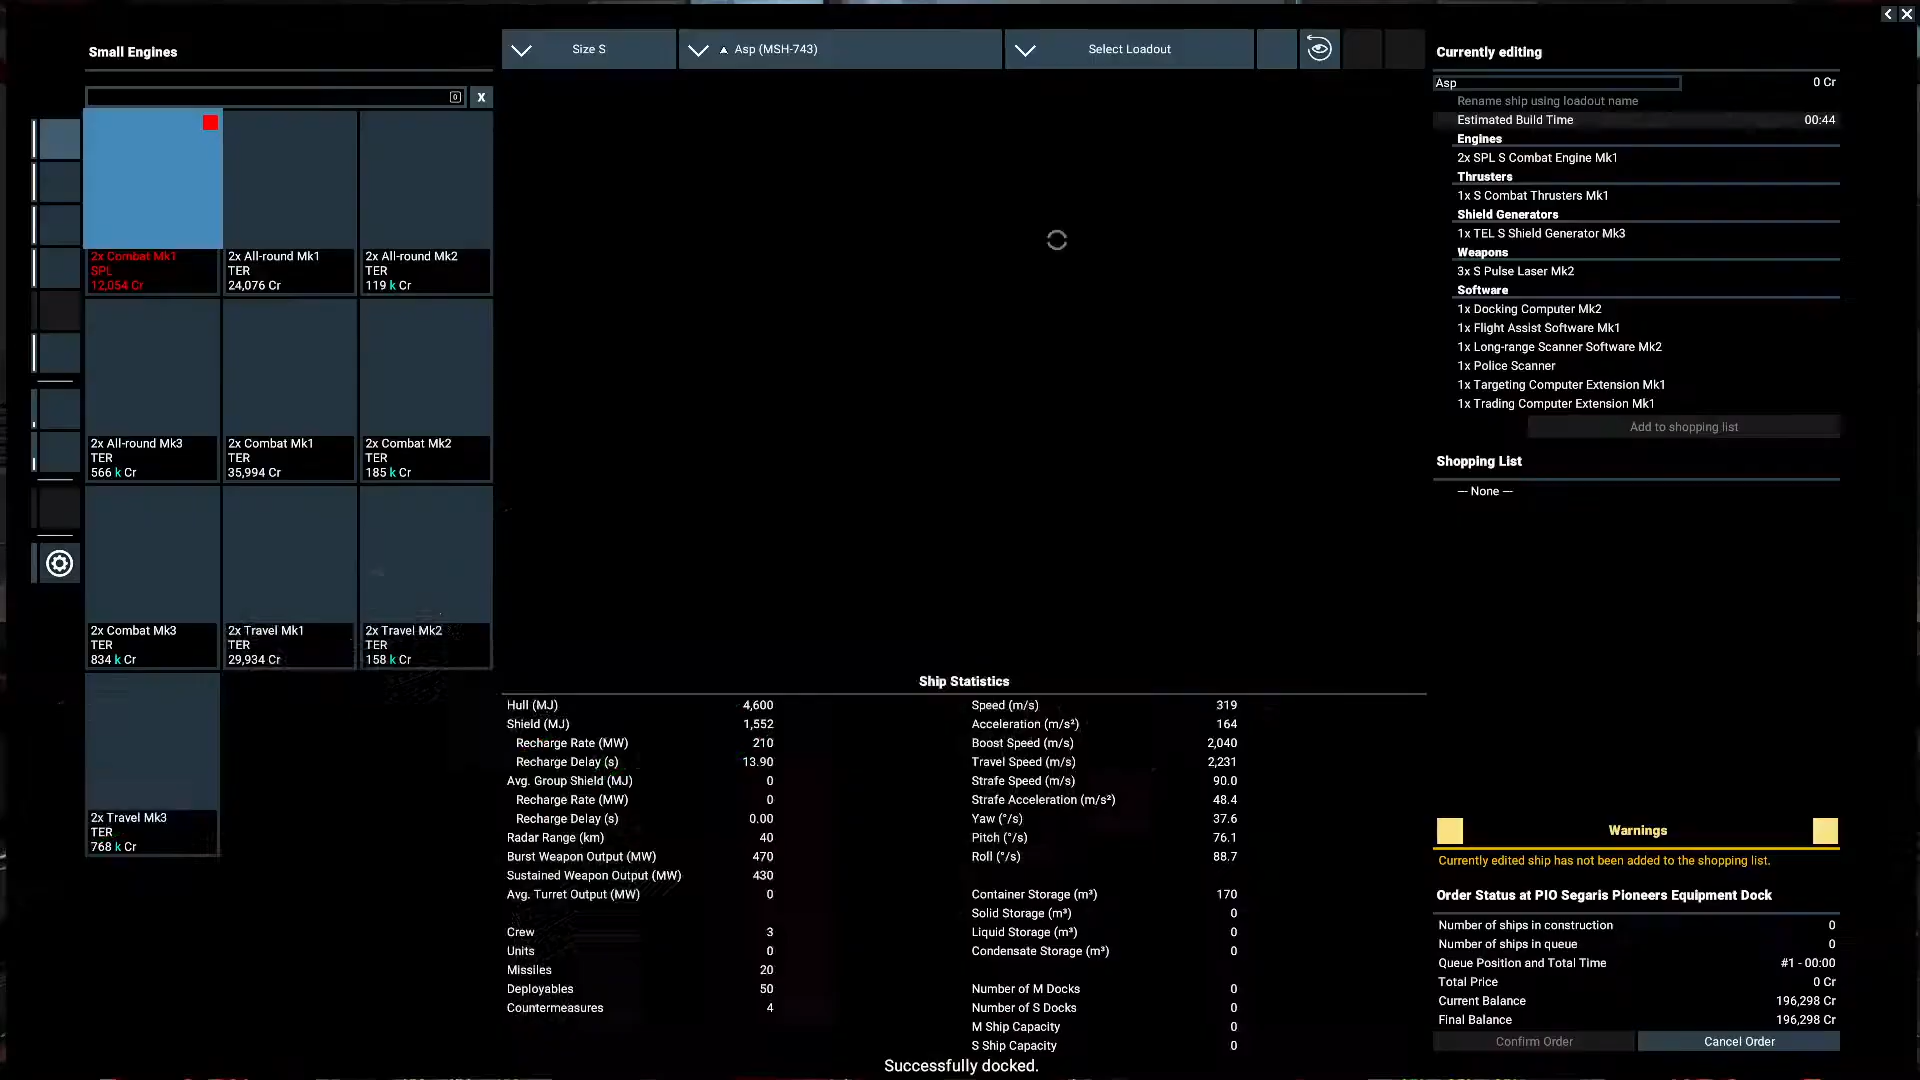 Small Engines
0
X
2x Combat Mk1
SPL
12,054 Cr
2x All-round Mk1
TER
24,076 Cr
2x All-round Mk2
TER
119 k Cr
2x All-round Mk3
TER
566 k Cr
2x Combat Mk1
TER
35,994 Cr
2x Combat Mk2
TER
185 k Cr
2x Combat Mk3
TER
834 k Cr
2x Travel Mk1
TER
29,934 Cr
2x Travel Mk2
TER
158 k Cr
2x Travel Mk3
TER
768 k Cr
Size S
Asp (MSH-743)
Select Loadout
Ship Statistics
Hull (MJ) 4,600
Shield (MJ) 1,552
Recharge Rate (MW) 210
Recharge Delay (s) 13.90
Avg. Group Shield (MJ) 0
Recharge Rate (MW) 0
Recharge Delay (s) 0.00
Radar Range (km) 40
Burst Weapon Output (MW) 470
Sustained Weapon Output (MW) 430
Avg. Turret Output (MW) 0
Crew 3
Units 0
Missiles 20
Deployables 50
Countermeasures 4
Speed (m/s) 319
Acceleration (m/s²) 164
Boost Speed (m/s) 2,040
Travel Speed (m/s) 2,231
Strafe Speed (m/s) 90.0
Strafe Acceleration (m/s²) 48.4
Yaw (°/s) 37.6
Pitch (°/s) 76.1
Roll (°/s) 88.7
Container Storage (m³) 170
Solid Storage (m³) 0
Liquid Storage (m³) 0
Condensate Storage (m³) 0
Number of M Docks 0
Number of S Docks 0
M Ship Capacity 0
S Ship Capacity 0
Successfully docked.
Currently editing
Asp 0 Cr
Rename ship using loadout name
Estimated Build Time 00:44
Engines
2x SPL S Combat Engine Mk1
Thrusters
1x S Combat Thrusters Mk1
Shield Generators
1x TEL S Shield Generator Mk3
Weapons
3x S Pulse Laser Mk2
Software
1x Docking Computer Mk2
1x Flight Assist Software Mk1
1x Long-range Scanner Software Mk2
1x Police Scanner
1x Targeting Computer Extension Mk1
1x Trading Computer Extension Mk1
Add to shopping list
Shopping List
— None —
Warnings
Currently edited ship has not been added to the shopping list.
Order Status at PIO Segaris Pioneers Equipment Dock
Number of ships in construction 0
Number of ships in queue 0
Queue Position and Total Time #1 - 00:00
Total Price 0 Cr
Current Balance 196,298 Cr
Final Balance 196,298 Cr
Confirm Order
Cancel Order